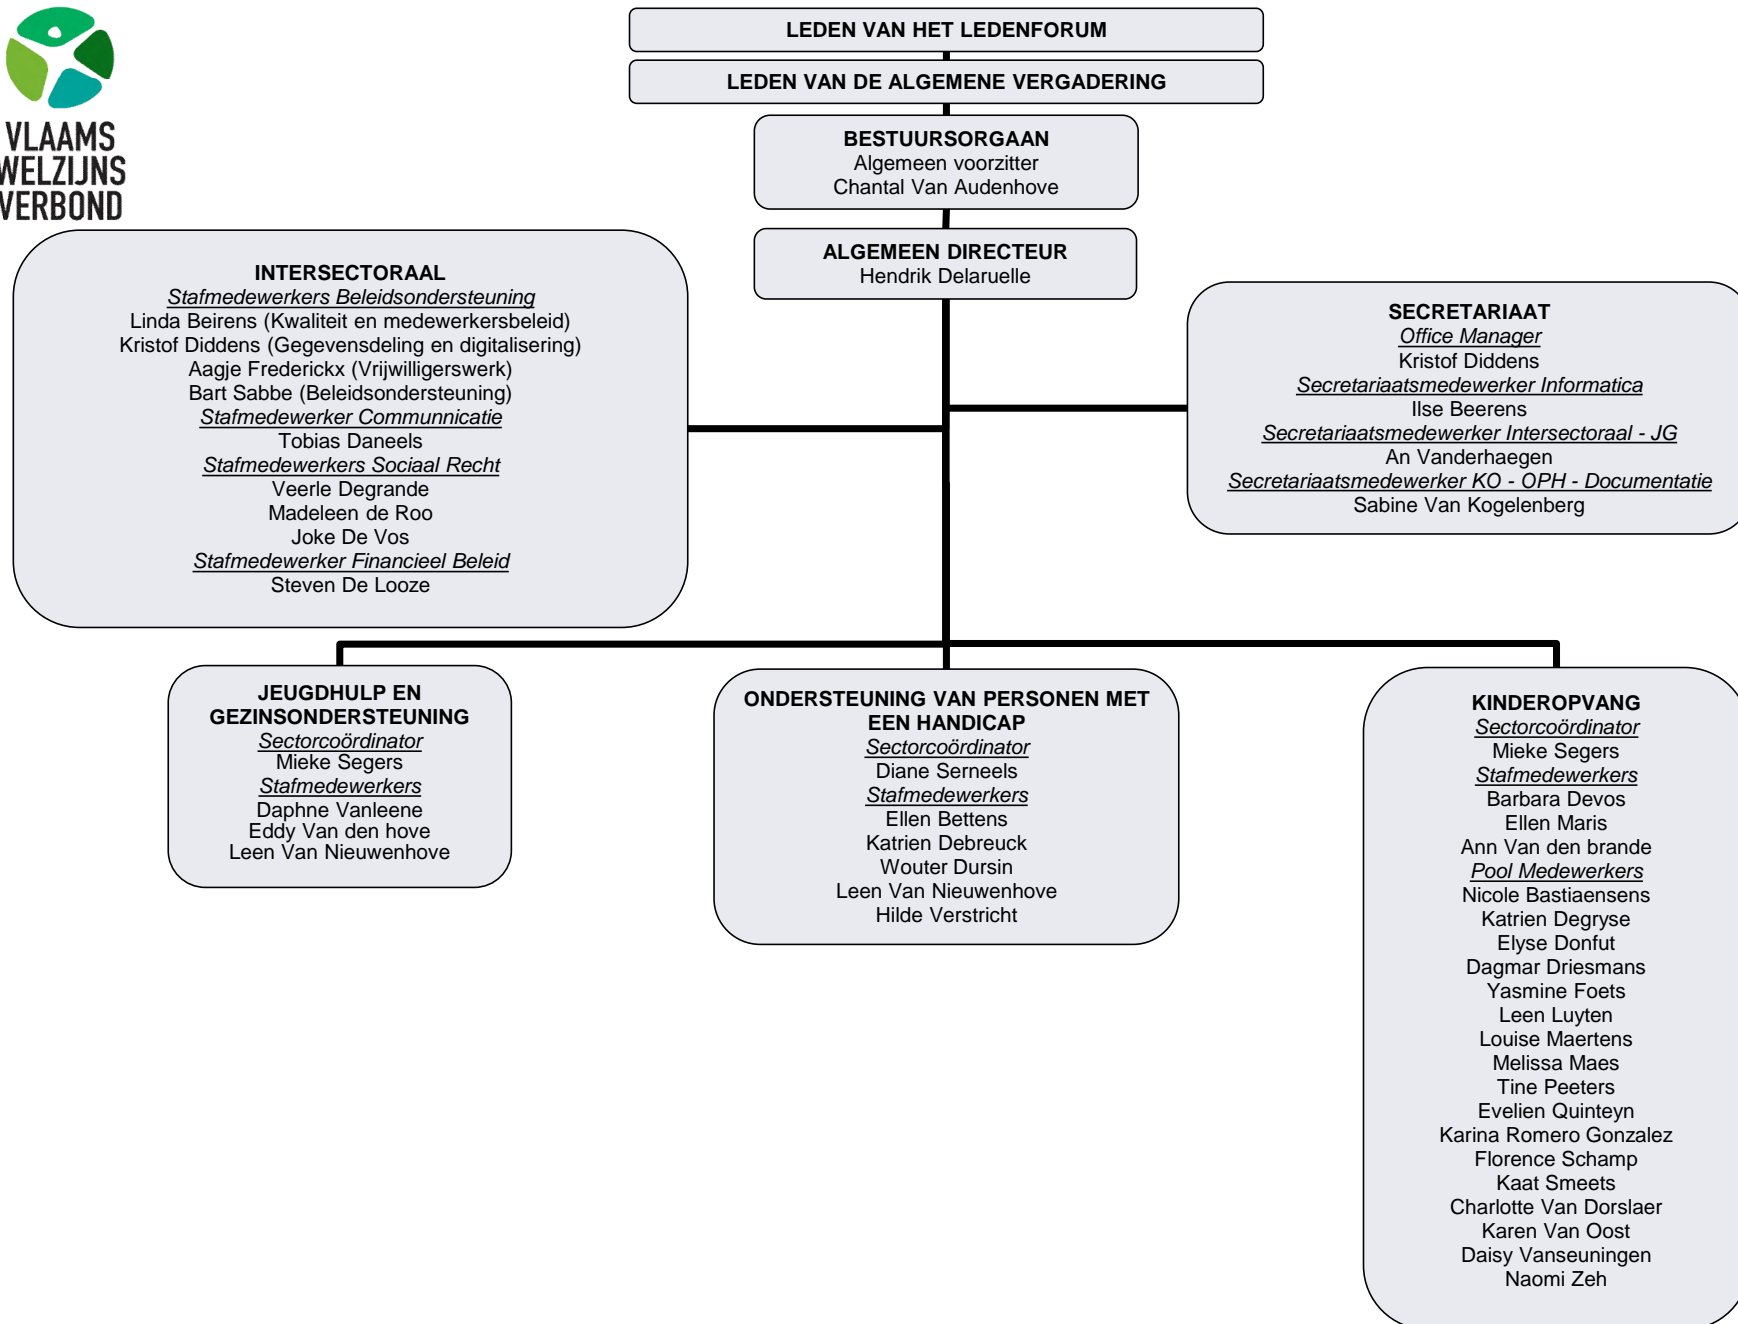 VLAAMS
WELZIJNS
VERBOND
LEDEN VAN HET LEDENFORUM
LEDEN VAN DE ALGEMENE VERGADERING
BESTUURSORGAAN
Algemeen voorzitter
Chantal Van Audenhove
ALGEMEEN DIRECTEUR
Hendrik Delaruelle
INTERSECTORAAL
Stafmedewerkers Beleidsondersteuning
Linda Beirens (Kwaliteit en medewerkersbeleid)
Kristof Diddens (Gegevensdeling en digitalisering)
Aagje Frederickx (Vrijwilligerswerk)
Bart Sabbe (Beleidsondersteuning)
Stafmedewerker Communnicatie
Tobias Daneels
Stafmedewerkers Sociaal Recht
Veerle Degrande
Madeleen de Roo
Joke De Vos
Stafmedewerker Financieel Beleid
Steven De Looze
SECRETARIAAT
Office Manager
Kristof Diddens
Secretariaatsmedewerker Informatica
Ilse Beerens
Secretariaatsmedewerker Intersectoraal - JG
An Vanderhaegen
Secretariaatsmedewerker KO - OPH - Documentatie
Sabine Van Kogelenberg
JEUGDHULP EN
GEZINSONDERSTEUNING
Sectorcoördinator
Mieke Segers
Stafmedewerkers
Daphne Vanleene
Eddy Van den hove
Leen Van Nieuwenhove
ONDERSTEUNING VAN PERSONEN MET
EEN HANDICAP
Sectorcoördinator
Diane Serneels
Stafmedewerkers
Ellen Bettens
Katrien Debreuck
Wouter Dursin
Leen Van Nieuwenhove
Hilde Verstricht
KINDEROPVANG
Sectorcoördinator
Mieke Segers
Stafmedewerkers
Barbara Devos
Ellen Maris
Ann Van den brande
Pool Medewerkers
Nicole Bastiaensens
Katrien Degryse
Elyse Donfut
Dagmar Driesmans
Yasmine Foets
Leen Luyten
Louise Maertens
Melissa Maes
Tine Peeters
Evelien Quinteyn
Karina Romero Gonzalez
Florence Schamp
Kaat Smeets
Charlotte Van Dorslaer
Karen Van Oost
Daisy Vanseuningen
Naomi Zeh